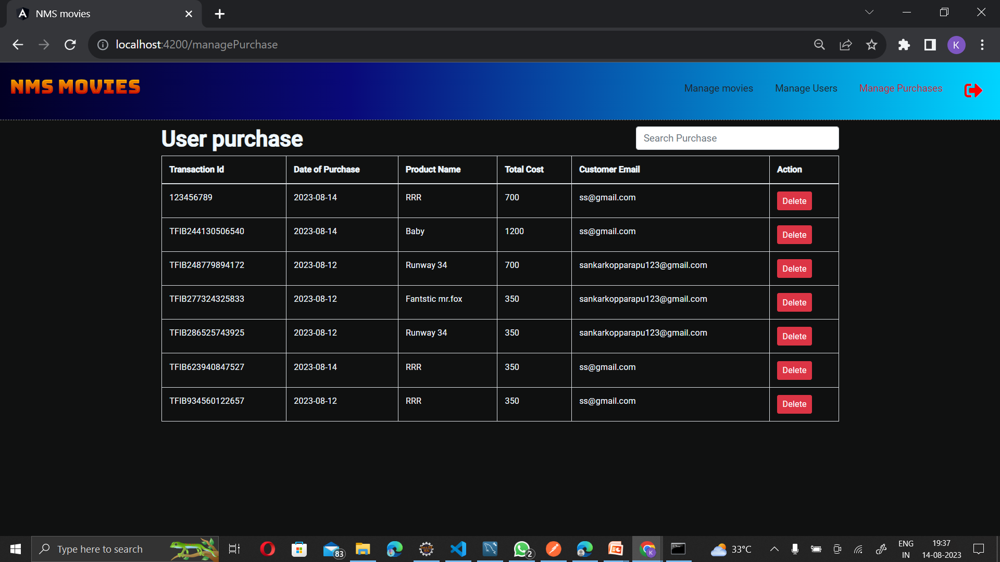 NMS movies
localhost:4200/managePurchase
K
NMS MOVIES
Manage movies Manage Users Manage Purchases
User purchase
Search Purchase
Transaction Id Date of Purchase Product Name Total Cost Customer Email Action
123456789 2023-08-14 RRR 700 ss@gmail.com Delete
TFIB244130506540 2023-08-14 Baby 1200 ss@gmail.com Delete
TFIB248779894172 2023-08-12 Runway 34 700 sankarkopparapu123@gmail.com Delete
TFIB277324325833 2023-08-12 Fantstic mr.fox 350 sankarkopparapu123@gmail.com Delete
TFIB286525743925 2023-08-12 Runway 34 350 sankarkopparapu123@gmail.com Delete
TFIB623940847527 2023-08-14 RRR 350 ss@gmail.com Delete
TFIB934560122657 2023-08-12 RRR 350 ss@gmail.com Delete
Type here to search
83
2
K
33°C
ENG
IN
19:37
14-08-2023